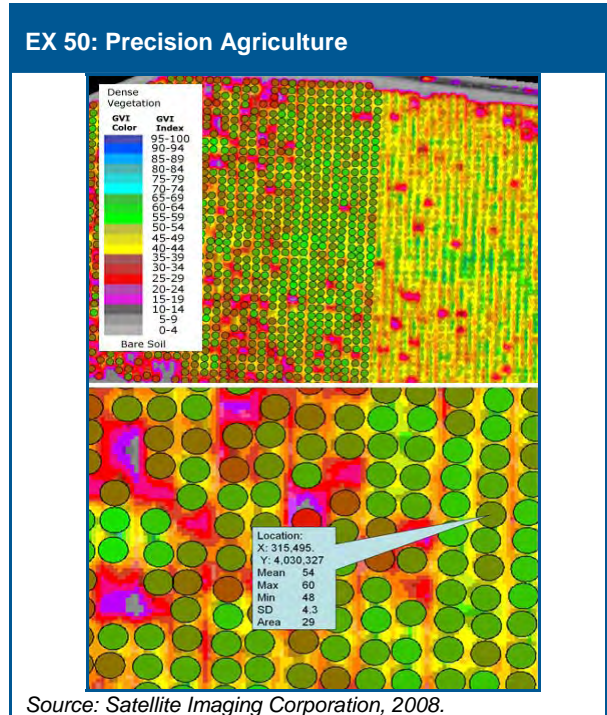 EX 50: Precision Agriculture
Dense
Vegetation
GVI GVI
Color Index
95-100
90-94
85-89
80-84
75-79
70-74
65-69
60-64
55-59
50-54
45-49
40-44
35-39
30-34
25-29
20-24
15-19
10-14
5-9
0-4
Bare Soil
Location:
X: 315,495.
Y: 4,030,327
Mean 54
Max 60
Min 48
SD 4.3
Area 29
Source: Satellite Imaging Corporation, 2008.